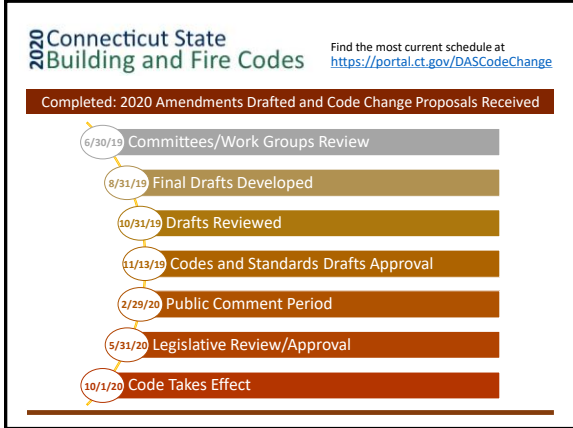 2020 Connecticut State
Building and Fire Codes
Find the most current schedule at
https://portal.ct.gov/DASCodeChange
Completed: 2020 Amendments Drafted and Code Change Proposals Received
6/30/19 Committees/Work Groups Review
8/31/19 Final Drafts Developed
10/31/19 Drafts Reviewed
11/13/19 Codes and Standards Drafts Approval
2/29/20 Public Comment Period
5/31/20 Legislative Review/Approval
10/1/20 Code Takes Effect